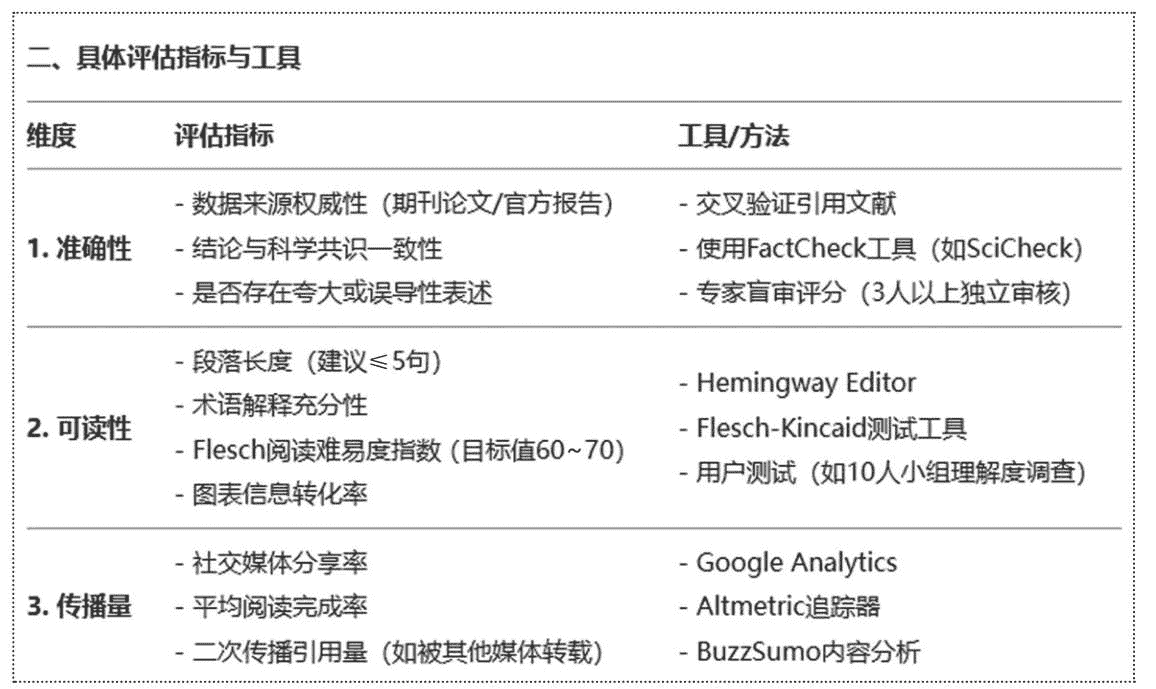 二、具体评估指标与工具
维度 评估指标 工具/方法
1. 准确性
- 数据来源权威性（期刊论文/官方报告）
- 结论与科学共识一致性
- 是否存在夸大或误导性表述
- 交叉验证引用文献
- 使用FactCheck工具（如SciCheck）
- 专家盲审评分（3人以上独立审核）
2. 可读性
- 段落长度（建议≤5句）
- 术语解释充分性
- Flesch阅读难易度指数 (目标值60~70)
- 图表信息转化率
- Hemingway Editor
- Flesch-Kincaid测试工具
- 用户测试（如10人小组理解度调查）
3. 传播量
- 社交媒体分享率
- 平均阅读完成率
- 二次传播引用量（如被其他媒体转载）
- Google Analytics
- Altmetric追踪器
- BuzzSumo内容分析